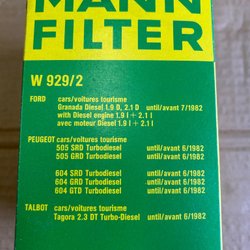 MANN
FILTER
W 929/2
FORD cars/voitures tourisme
Granada Diesel 1,9 D, 2.1 D until/avant 7/1982
with Diesel engine 1.9 l + 2.1 l
avec moteur Diesel 1.9 l + 2.1 l
PEUGEOT cars/voitures tourisme
505 SRD Turbodiesel until/avant 6/1982
505 GRD Turbodiesel until/avant 6/1982
604 SRD Turbodiesel until/avant 6/1982
604 GRD Turbodiesel until/avant 6/1982
604 GTD Turbodiesel until/avant 6/1982
TALBOT cars/voitures tourisme
Tagora 2.3 DT Turbo-Diesel until/avant 6/1982